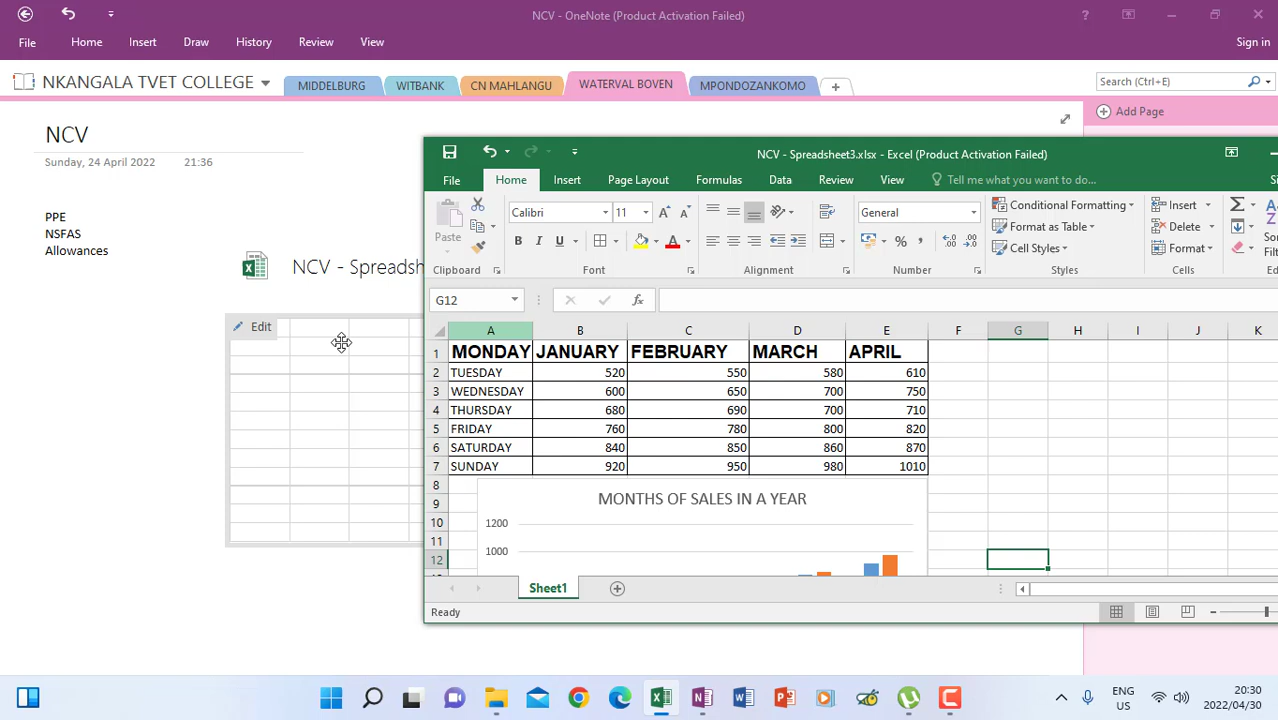 NCV - OneNote (Product Activation Failed)
File Home Insert Draw History Review View
Sign in
NKANGALA TVET COLLEGE
MIDDELBURG WITBANK CN MAHLANGU WATERVAL BOVEN MPONDOZANKOMO
Search (Ctrl+E)
Add Page
NCV
Sunday, 24 April 2022 21:36
PPE
NSFAS
Allowances
NCV - Spreadsh
Edit
NCV - Spreadsheet3.xlsx - Excel (Product Activation Failed)
File Home Insert Page Layout Formulas Data Review View Tell me what you want to do... Si
Paste
Calibri 11
B I U
General
Conditional Formatting
Format as Table
Cell Styles
Insert
Delete
Format
Sort
Filter
Clipboard Font Alignment Number Styles Cells
G12 fx
A B C D E F G H I J K
1 MONDAY JANUARY FEBRUARY MARCH APRIL
2 TUESDAY 520 550 580 610
3 WEDNESDAY 600 650 700 750
4 THURSDAY 680 690 700 710
5 FRIDAY 760 780 800 820
6 SATURDAY 840 850 860 870
7 SUNDAY 920 950 980 1010
8
9
10
11
12
MONTHS OF SALES IN A YEAR
1200
1000
Sheet1
Ready
ENG
US
20:30
2022/04/30